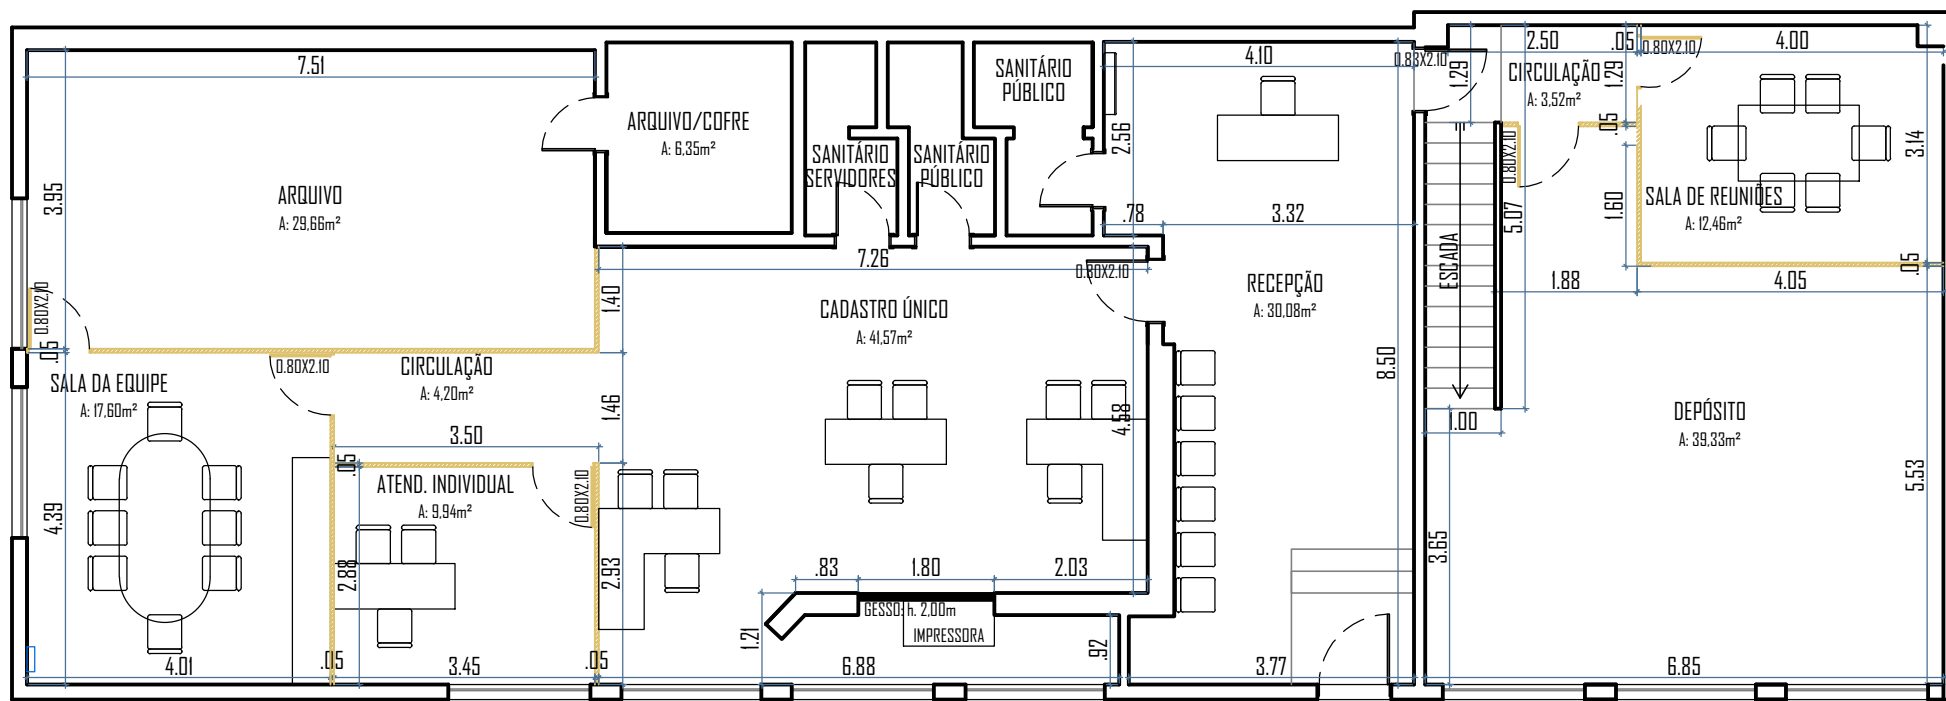 7.51
ARQUIVO/COFRE
A: 6,35m²
SANITÁRIO
PÚBLICO
4.10
0.83X2.10
1.29
2.50
.05
0.80X2.10
4.00
CIRCULAÇÃO
A: 3,52m²
1.29
.05
3.14
2.56
SANITÁRIO
SERVIDORES
SANITÁRIO
PÚBLICO
0.80X2.10
3.95
ARQUIVO
A: 29,66m²
.78
3.32
5.07
1.60
SALA DE REUNIÕES
A: 12,46m²
7.26
0.80X2.10
RECEPÇÃO
A: 30,08m²
ESCADA
1.88
4.05
.05
0.80X2.10
1.40
CADASTRO ÚNICO
A: 41,57m²
.05
SALA DA EQUIPE
A: 17,60m²
0.80X2.10
CIRCULAÇÃO
A: 4,20m²
8.50
1.46
4.58
1.00
DEPÓSITO
A: 39,33m²
3.50
.05
ATEND. INDIVIDUAL
A: 9,94m²
0.80X2.10
4.39
5.53
2.88
2.93
3.65
.83
1.80
2.03
GESSO: h. 2,00m
IMPRESSORA
1.21
.92
4.01
.05
3.45
.05
6.88
3.77
6.85